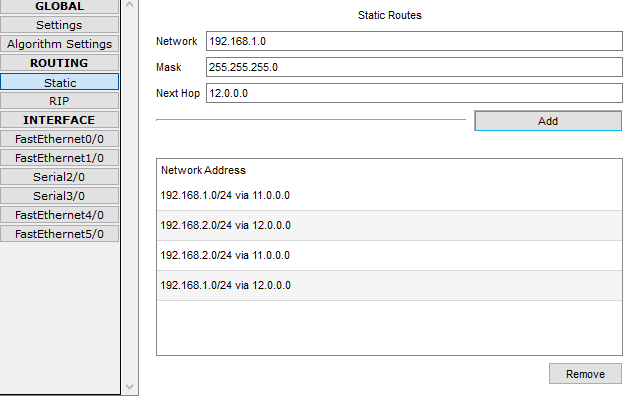 GLOBAL
Settings
Algorithm Settings
ROUTING
Static
RIP
INTERFACE
FastEthernet0/0
FastEthernet1/0
Serial2/0
Serial3/0
FastEthernet4/0
FastEthernet5/0
Static Routes
Network 192.168.1.0
Mask 255.255.255.0
Next Hop 12.0.0.0
Add
Network Address
192.168.1.0/24 via 11.0.0.0
192.168.2.0/24 via 12.0.0.0
192.168.2.0/24 via 11.0.0.0
192.168.1.0/24 via 12.0.0.0
Remove